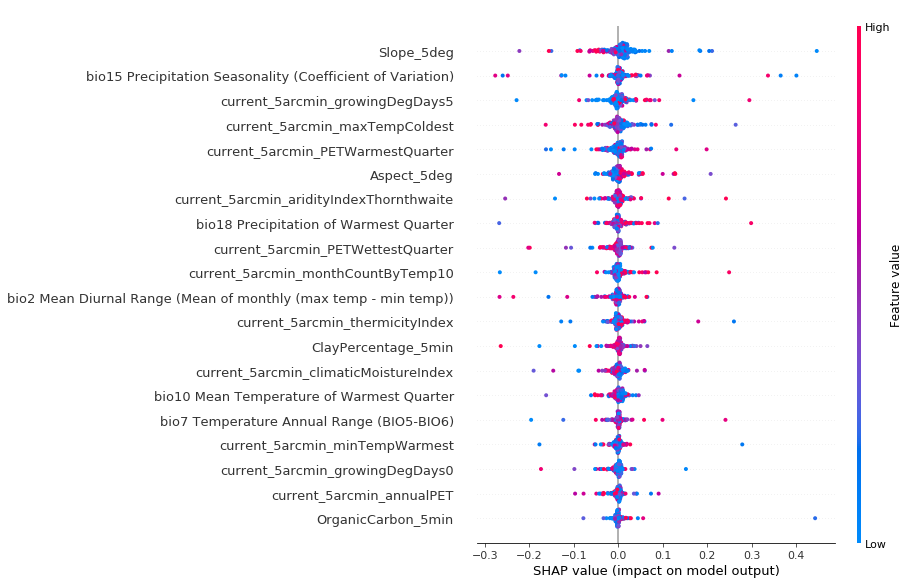 High
Slope_5deg
bio15 Precipitation Seasonality (Coefficient of Variation)
current_5arcmin_growingDegDays5
current_5arcmin_maxTempColdest
current_5arcmin_PETWarmestQuarter
Aspect_5deg
current_5arcmin_aridityIndexThornthwaite
bio18 Precipitation of Warmest Quarter
current_5arcmin_PETWettestQuarter
current_5arcmin_monthCountByTemp10
bio2 Mean Diurnal Range (Mean of monthly (max temp - min temp))
current_5arcmin_thermicityIndex
ClayPercentage_5min
current_5arcmin_climaticMoistureIndex
bio10 Mean Temperature of Warmest Quarter
bio7 Temperature Annual Range (BIO5-BIO6)
current_5arcmin_minTempWarmest
current_5arcmin_growingDegDays0
current_5arcmin_annualPET
OrganicCarbon_5min
Feature value
Low
−0.3 −0.2 −0.1 0.0 0.1 0.2 0.3 0.4
SHAP value (impact on model output)